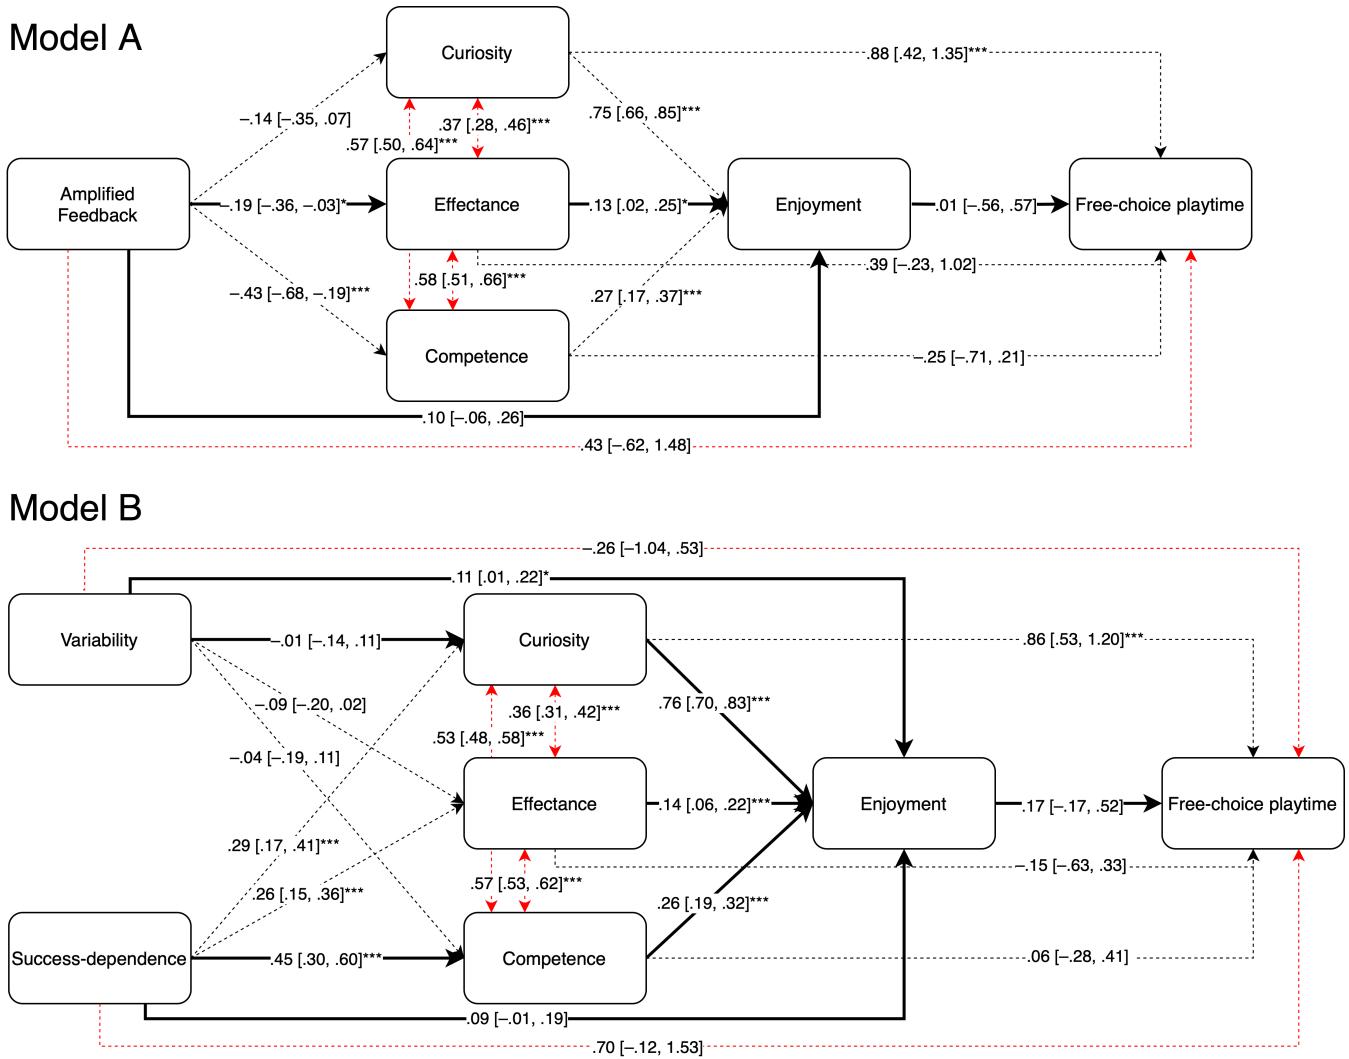 Model A
Curiosity
.88 [.42, 1.35]***
–.14 [–.35, .07]
.37 [.28, .46]***
.75 [.66, .85]***
.57 [.50, .64]***
Amplified
Feedback
–.19 [–.36, –.03]*
Effectance
.13 [.02, .25]*
Enjoyment
.01 [–.56, .57]
Free-choice playtime
.39 [–.23, 1.02]
.58 [.51, .66]***
–.43 [–.68, –.19]***
.27 [.17, .37]***
Competence
–.25 [–.71, .21]
.10 [–.06, .26]
.43 [–.62, 1.48]
Model B
–.26 [–1.04, .53]
.11 [.01, .22]*
Variability
–.01 [–.14, .11]
Curiosity
.86 [.53, 1.20]***
–.09 [–.20, .02]
.36 [.31, .42]***
.76 [.70, .83]***
.53 [.48, .58]***
–.04 [–.19, .11]
Effectance
.14 [.06, .22]***
Enjoyment
.17 [–.17, .52]
Free-choice playtime
.29 [.17, .41]***
–.15 [–.63, .33]
.57 [.53, .62]***
.26 [.15, .36]***
.26 [.19, .32]***
Success-dependence
.45 [.30, .60]***
Competence
.06 [–.28, .41]
.09 [–.01, .19]
.70 [–.12, 1.53]